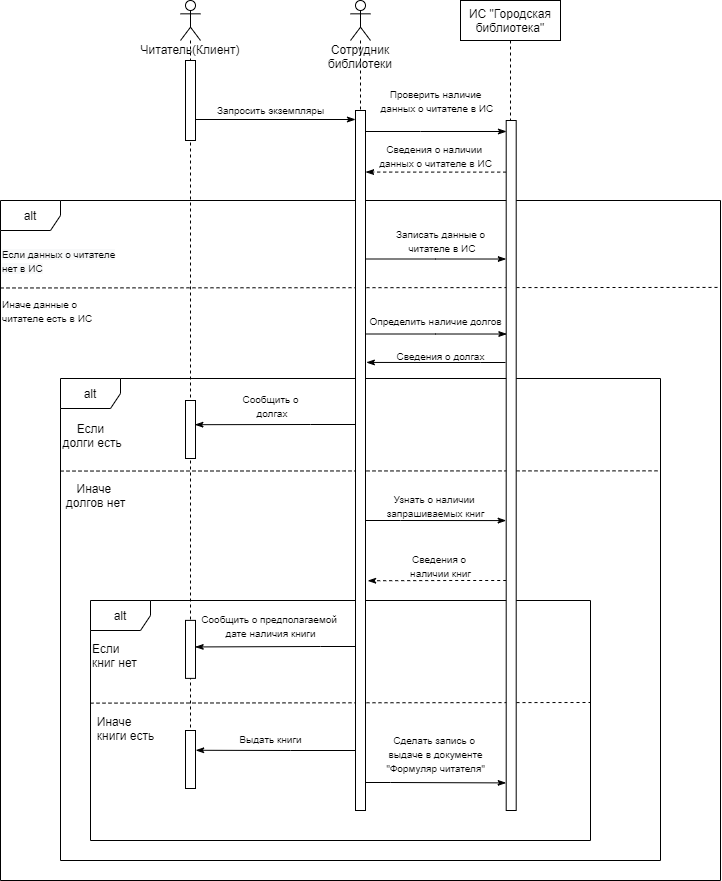 Читатель(Клиент)
Сотрудник
библиотеки
ИС "Городская
библиотека"
Проверить наличие
данных о читателе в ИС
Запросить экземпляры
Сведения о наличии
данных о читателе в ИС
alt
Записать данные о
читателе в ИС
Если данных о читателе
нет в ИС
Иначе данные о
читателе есть в ИС
Определить наличие долгов
Сведения о долгах
alt
Сообщить о
долгах
Если
долги есть
Иначе
долгов нет
Узнать о наличии
запрашиваемых книг
Сведения о
наличии книг
alt
Сообщить о предполагаемой
дате наличия книги
Если
книг нет
Иначе
книги есть
Выдать книги
Сделать запись о
выдаче в документе
"Формуляр читателя"